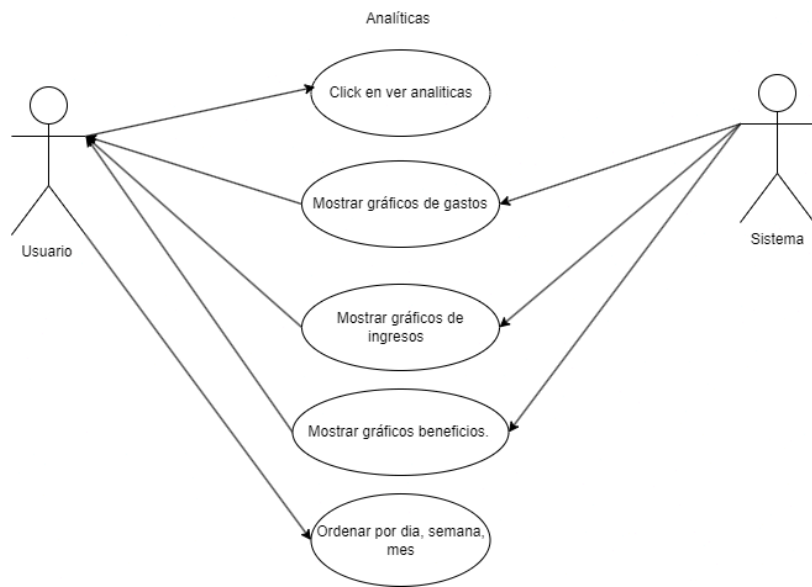 Analíticas
Click en ver analiticas
Mostrar gráficos de gastos
Usuario
Sistema
Mostrar gráficos de
ingresos
Mostrar gráficos beneficios.
Ordenar por dia, semana,
mes